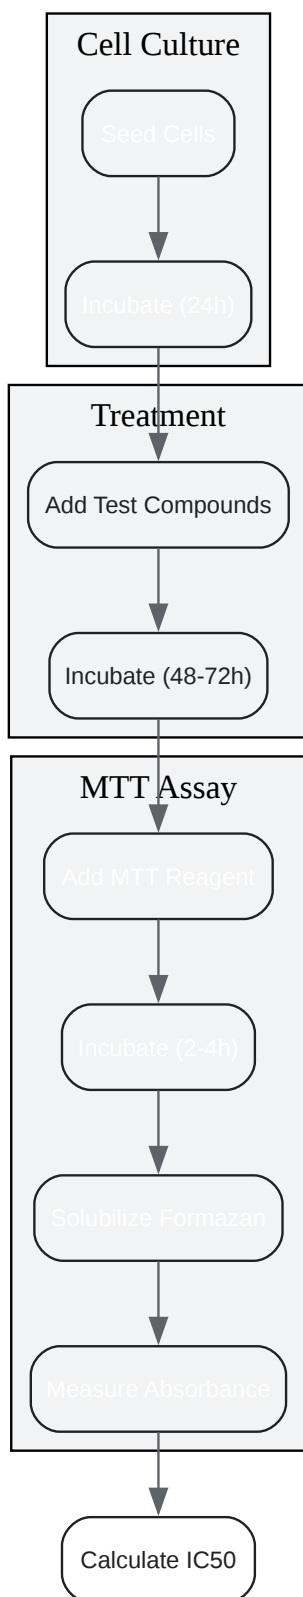 Cell Culture
Seed Cells
Incubate (24h)
Treatment
Add Test Compounds
Incubate (48-72h)
MTT Assay
Add MTT Reagent
Incubate (2-4h)
Solubilize Formazan
Measure Absorbance
Calculate IC50